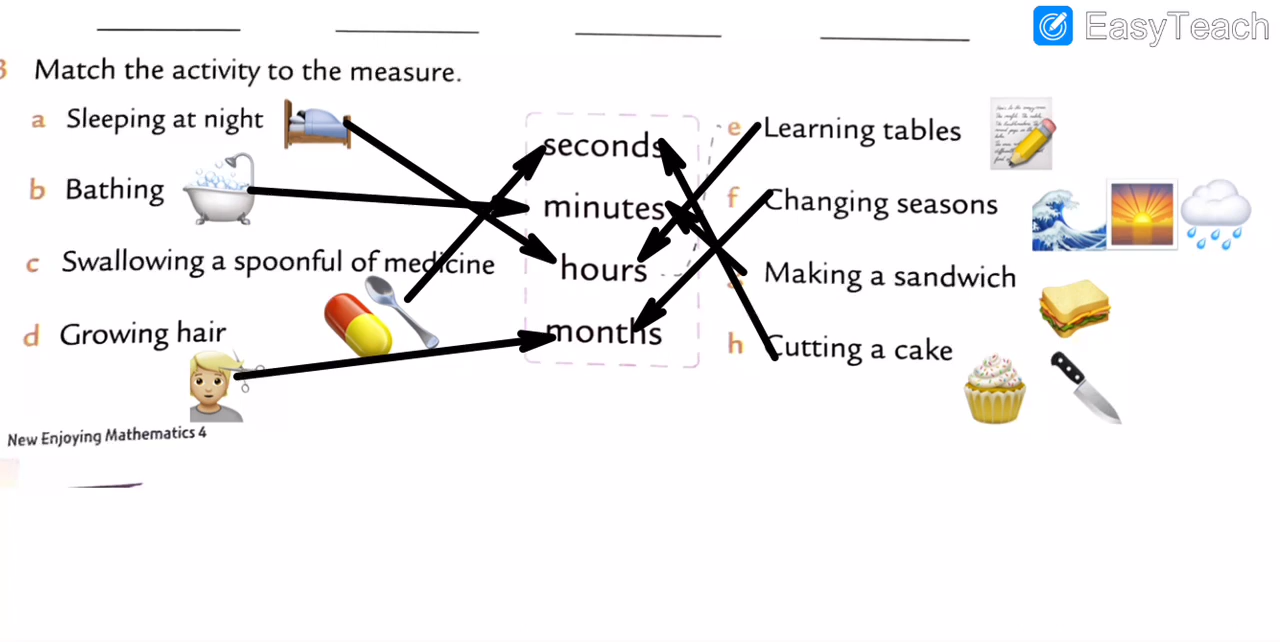 EasyTeach
3 Match the activity to the measure.
a Sleeping at night
b Bathing
c Swallowing a spoonful of medicine
d Growing hair
seconds
minutes
hours
months
e Learning tables
f Changing seasons
Making a sandwich
h Cutting a cake
New Enjoying Mathematics 4